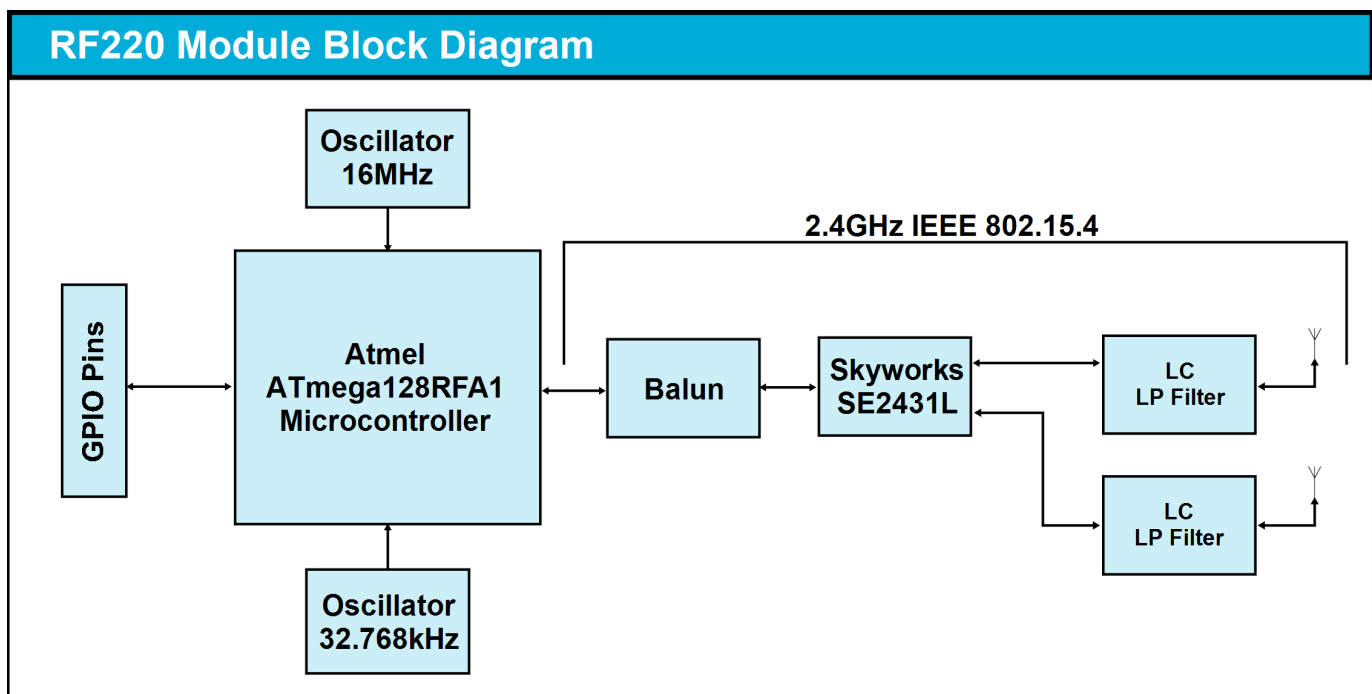 RF220 Module Block Diagram
Oscillator
16MHz
2.4GHz IEEE 802.15.4
GPIO Pins
Atmel
ATmega128RFA1
Microcontroller
Balun
Skyworks
SE2431L
LC
LP Filter
LC
LP Filter
Oscillator
32.768kHz